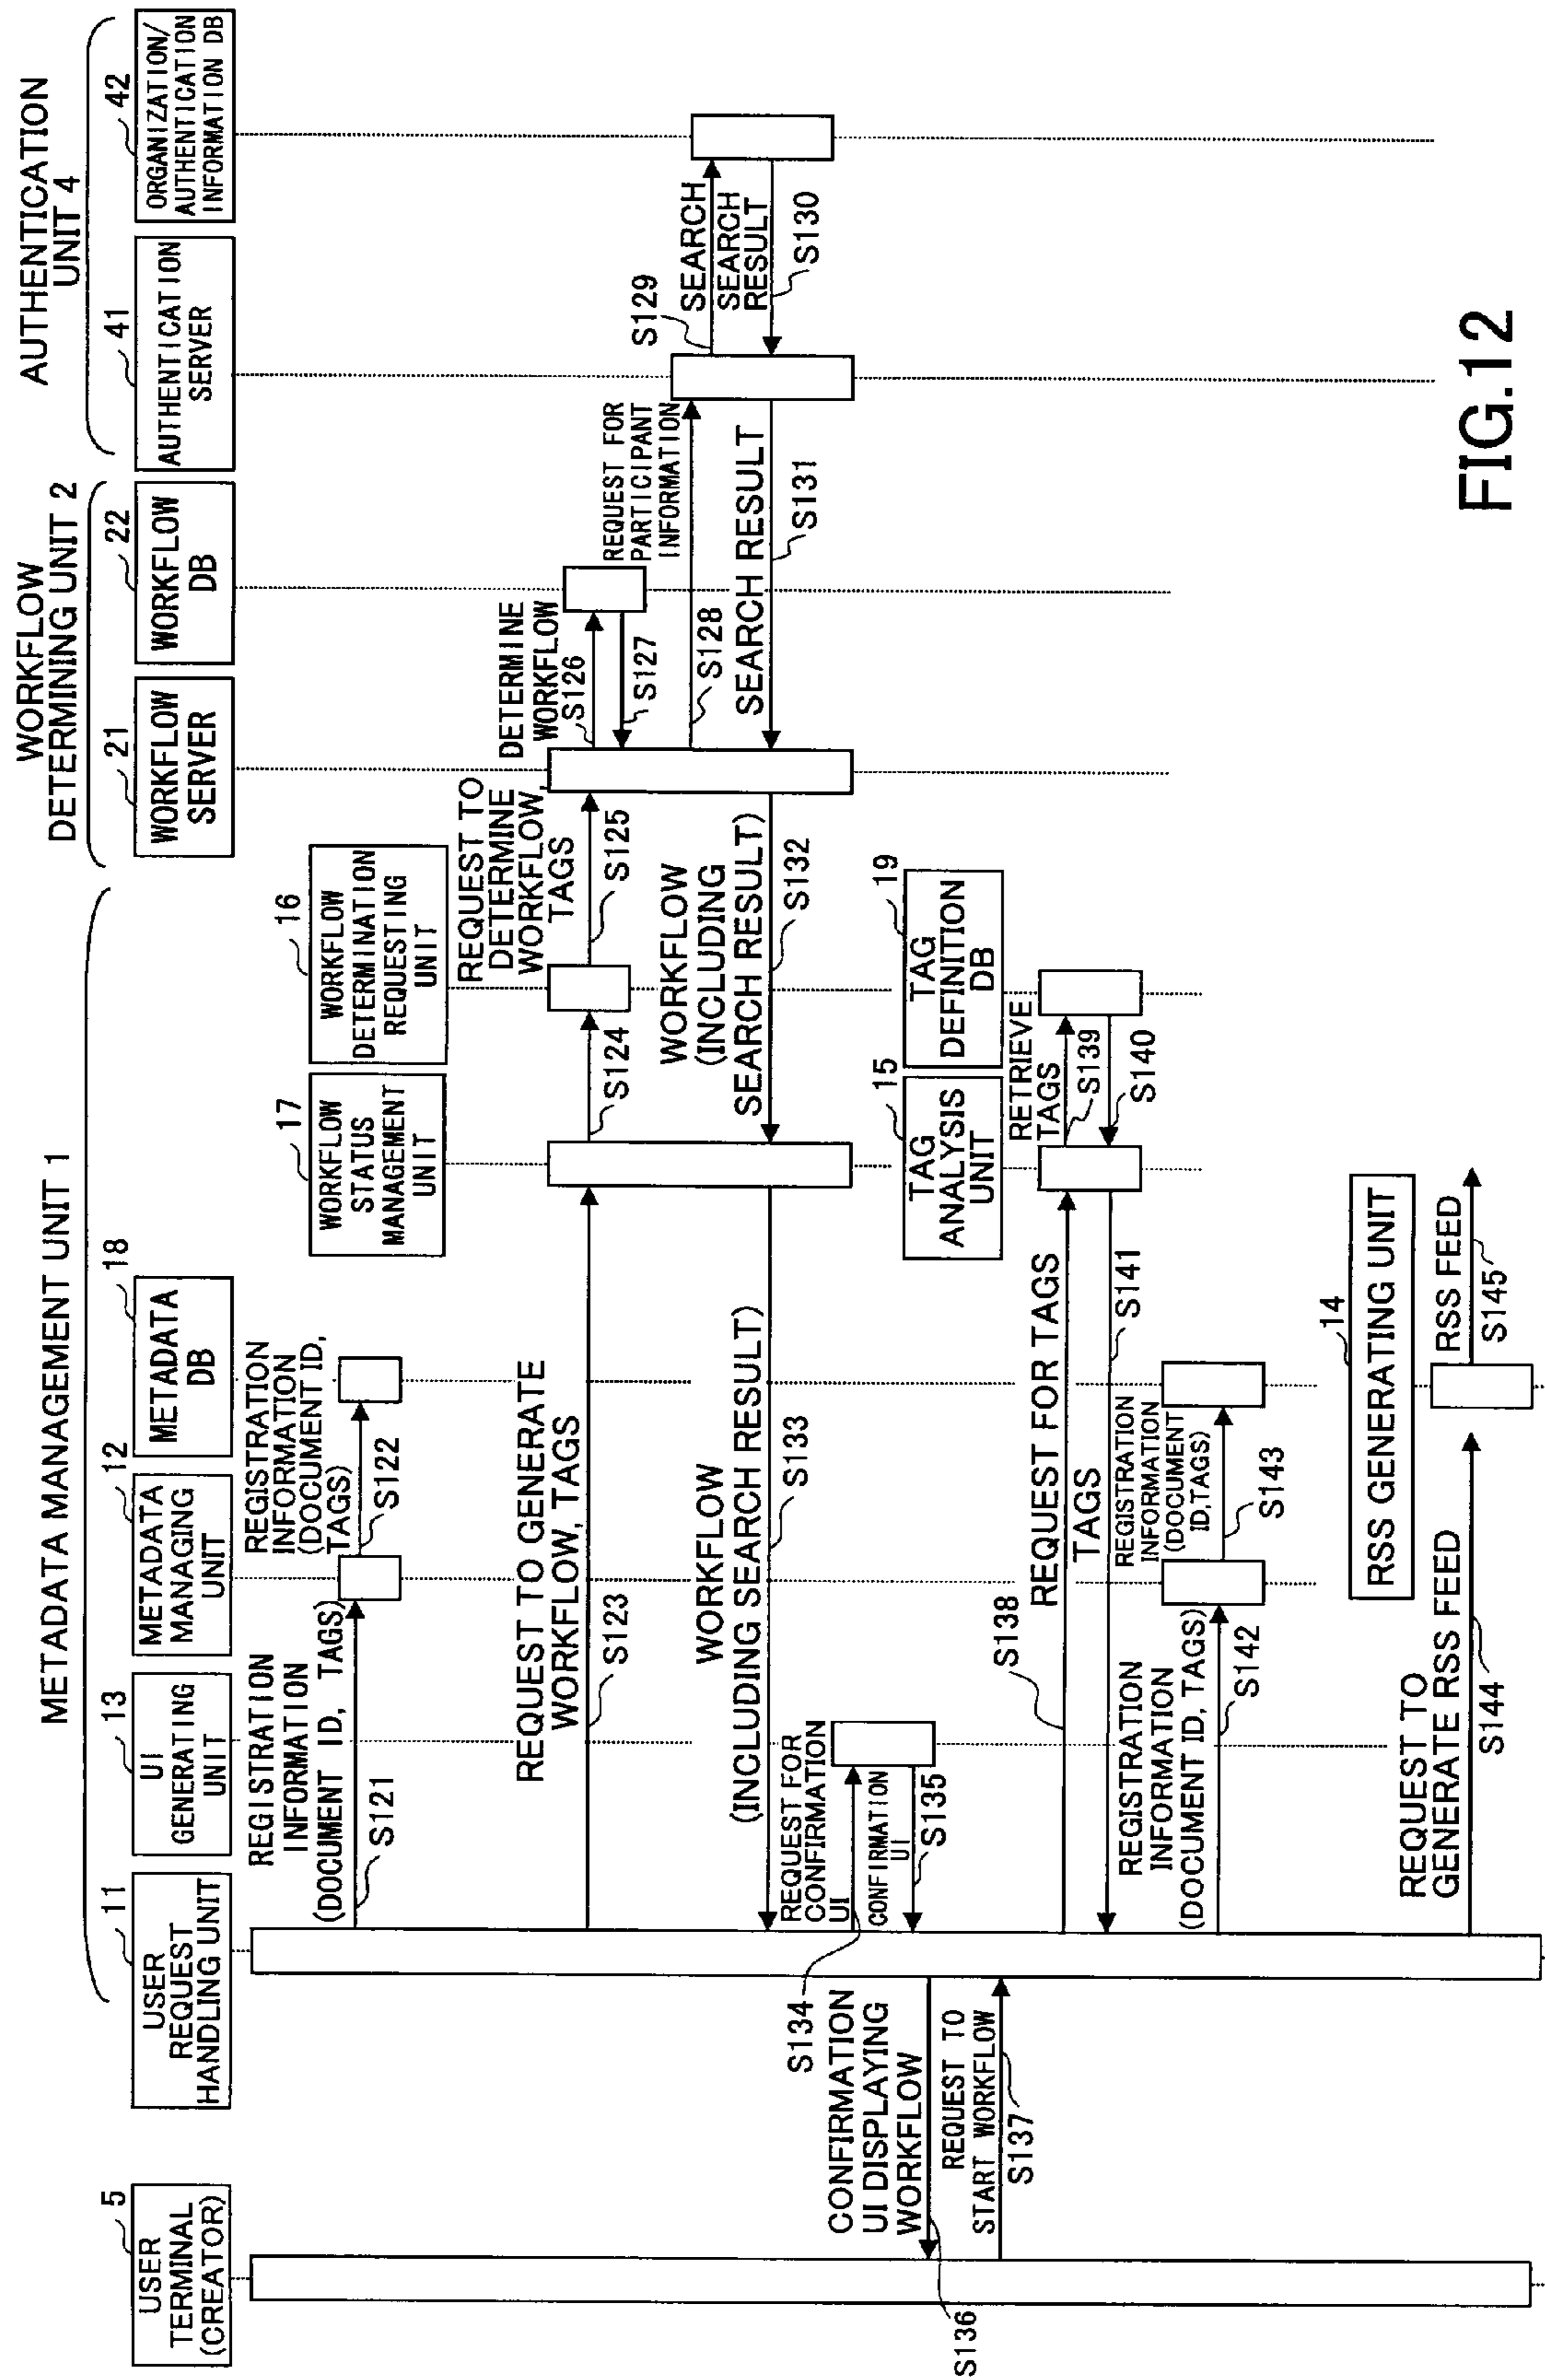 METADATA MANAGEMENT UNIT 1
WORKFLOW
DETERMINING UNIT 2
AUTHENTICATION
UNIT 4
5
USER
TERMINAL
(CREATOR)
11
USER
REQUEST
HANDLING UNIT
13
UI
GENERATING
UNIT
12
METADATA
MANAGING
UNIT
18
METADATA
DB
21
WORKFLOW
SERVER
22
WORKFLOW
DB
41
AUTHENTICATION
SERVER
42
ORGANIZATION/
AUTHENTICATION
INFORMATION DB
17
WORKFLOW
STATUS
MANAGEMENT
UNIT
16
WORKFLOW
DETERMINATION
REQUESTING
UNIT
REGISTRATION
INFORMATION
(DOCUMENT ID, TAGS)
S121
REGISTRATION
INFORMATION
(DOCUMENT ID,
TAGS)
S122
REQUEST TO GENERATE
WORKFLOW, TAGS
S123
S124
REQUEST TO
DETERMINE
WORKFLOW,
TAGS
S125
DETERMINE
WORKFLOW
S126
S127
REQUEST FOR
PARTICIPANT
INFORMATION
S128
S129
SEARCH
SEARCH
RESULT
S130
SEARCH RESULT
S131
WORKFLOW
(INCLUDING
SEARCH RESULT)
S132
WORKFLOW
(INCLUDING SEARCH RESULT)
S133
REQUEST FOR
CONFIRMATION
UI
S134
CONFIRMATION
UI
S135
CONFIRMATION
UI DISPLAYING
WORKFLOW
S136
REQUEST TO
START WORKFLOW
S137
15
TAG
ANALYSIS
UNIT
19
TAG
DEFINITION
DB
S138
REQUEST FOR TAGS
RETRIEVE
TAGS
S139
S140
TAGS
S141
REGISTRATION
INFORMATION
(DOCUMENT ID, TAGS)
S142
REGISTRATION
INFORMATION
(DOCUMENT
ID,TAGS)
S143
14
RSS GENERATING UNIT
REQUEST TO
GENERATE RSS FEED
S144
RSS FEED
S145
FIG.12